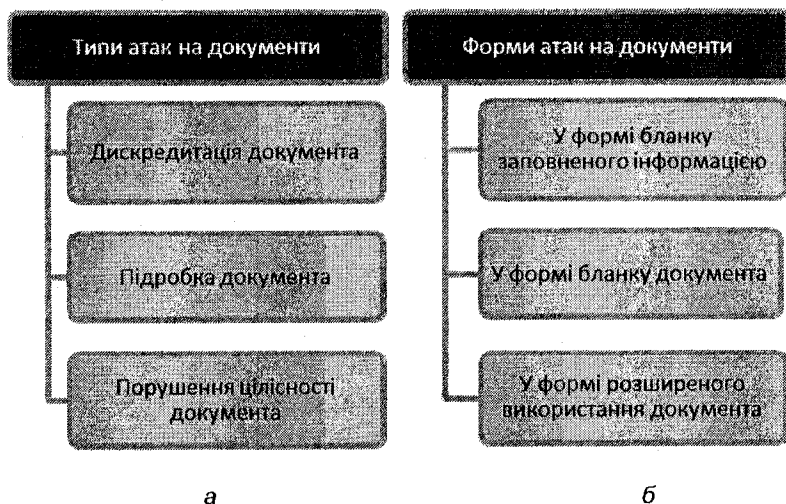 Типи атак на документи
Дискредитація документа
Підробка документа
Порушення цілісності
документа
а
Форми атак на документи
У формі бланку
заповненого інформацією
У формі бланку документа
У формі розширеного
використання документа
б